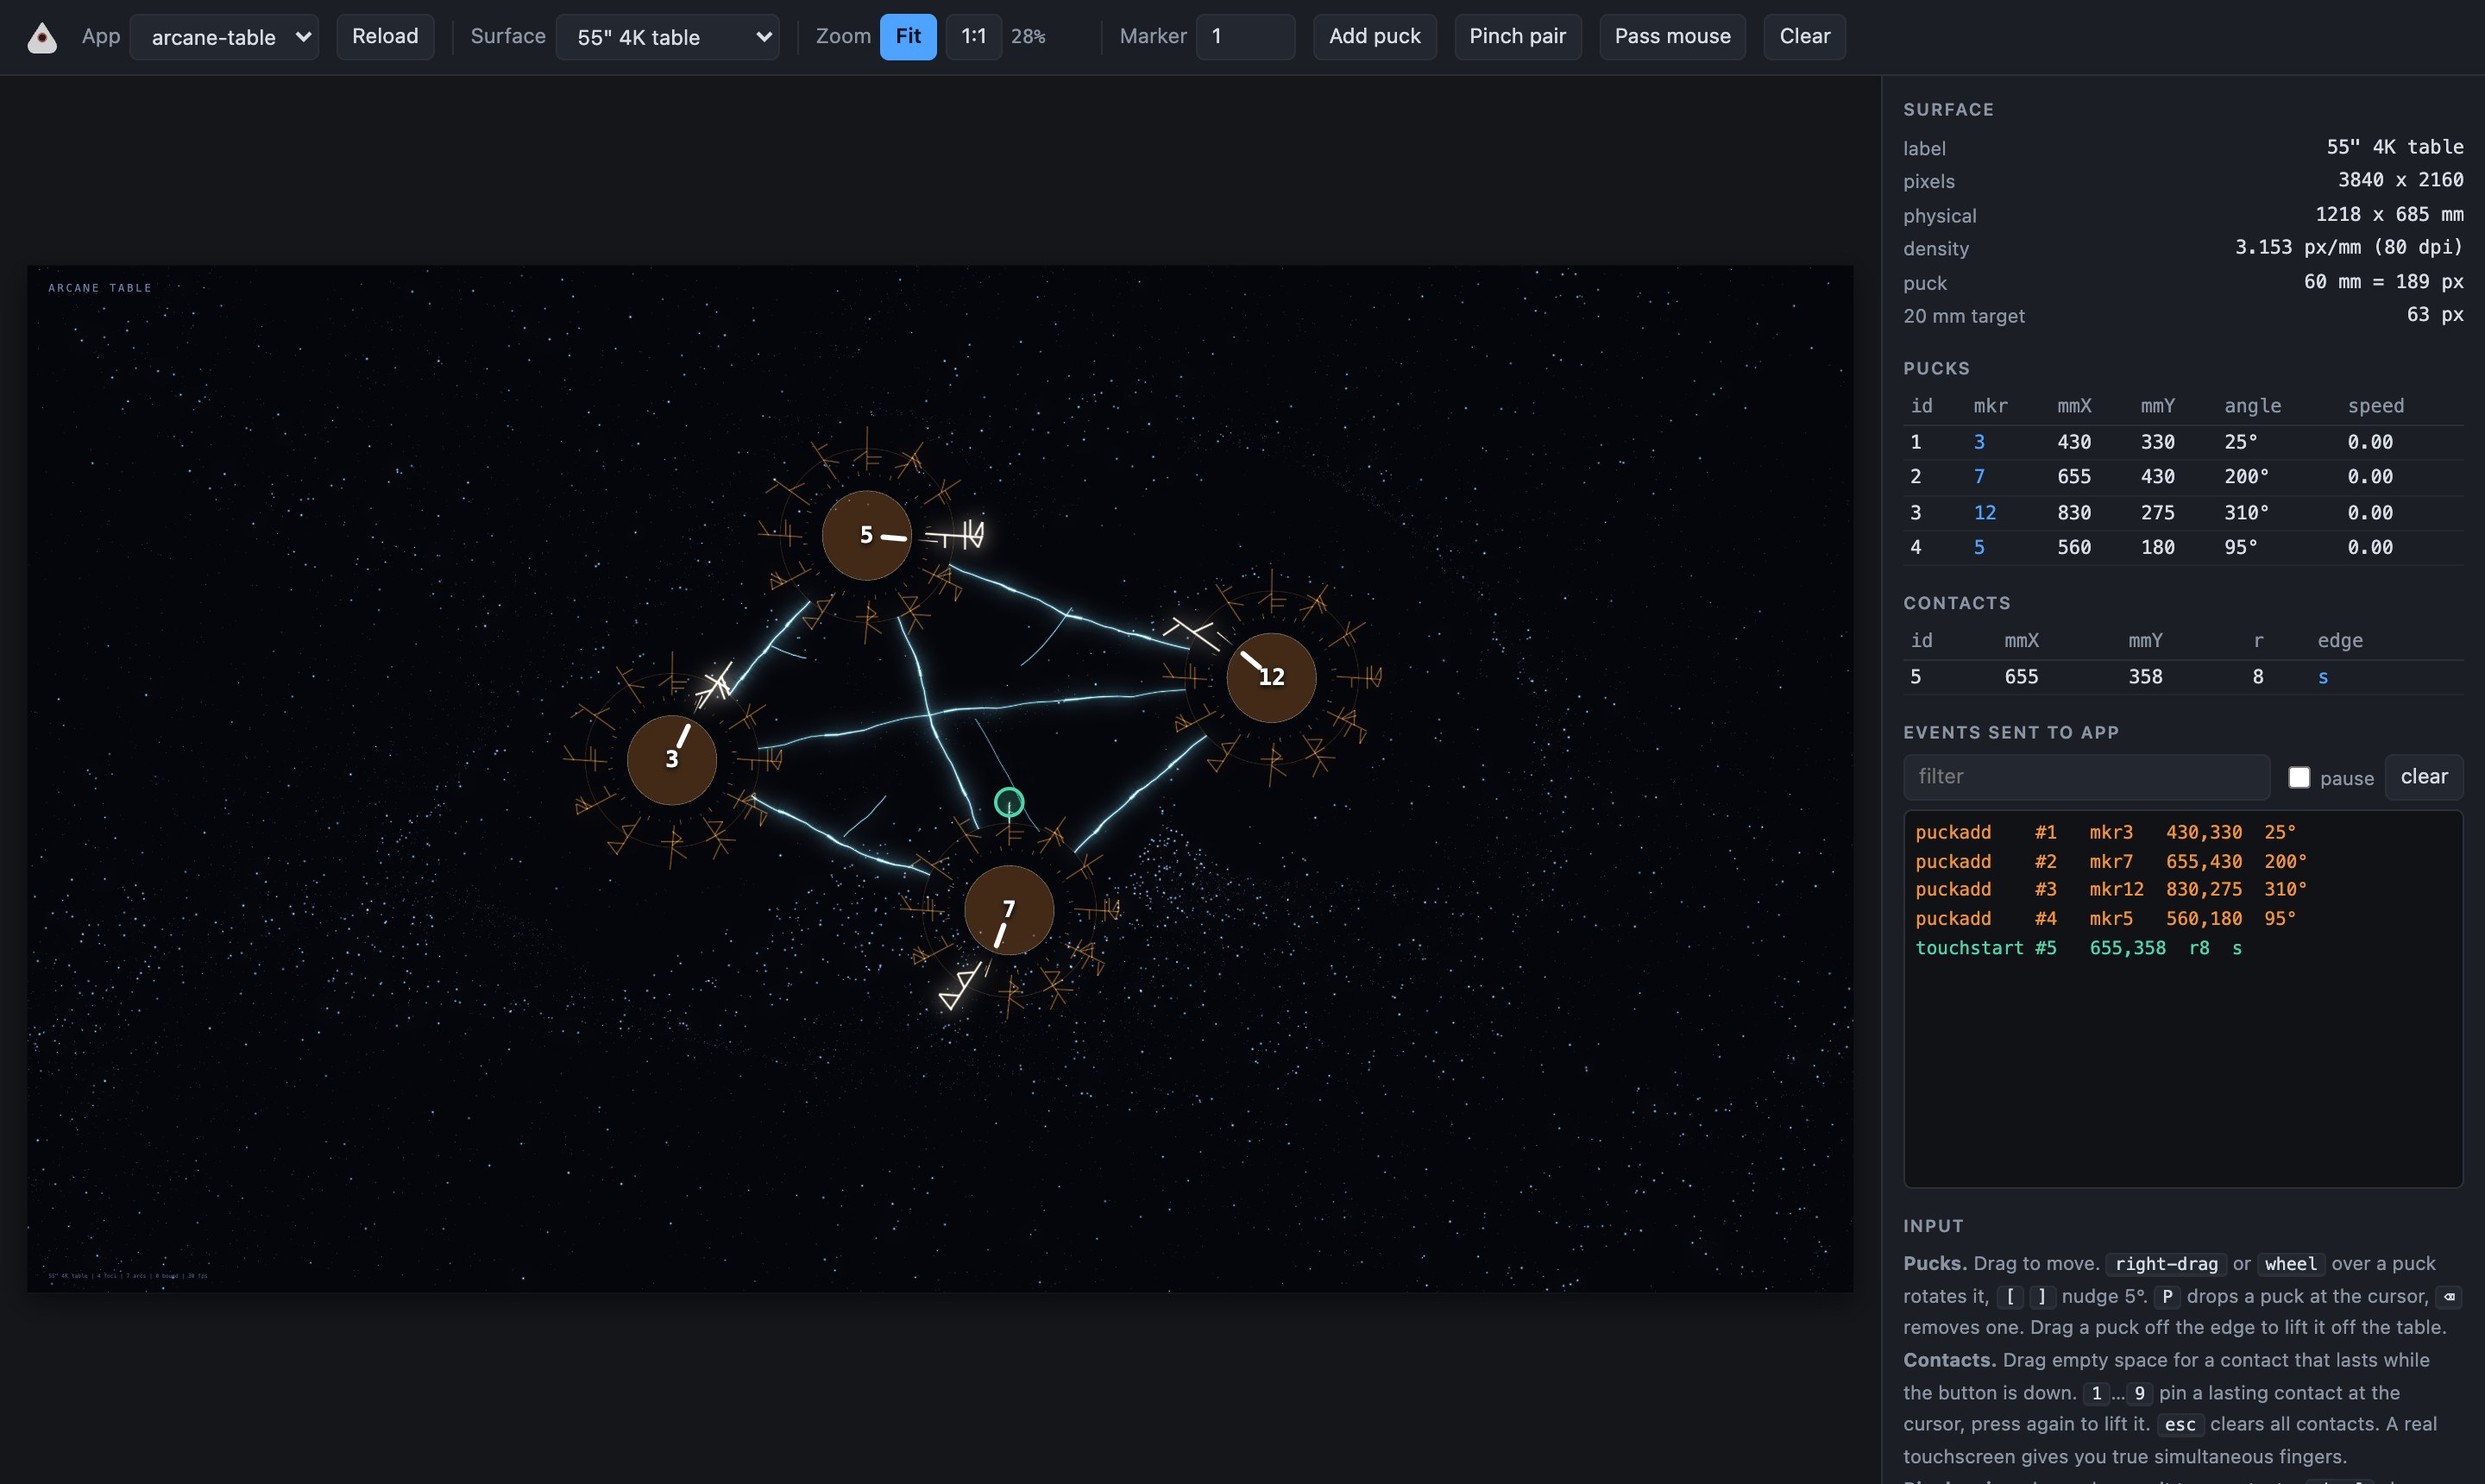 App arcane-table Reload Surface 55" 4K table Zoom Fit 1:1 28% Marker 1 Add puck Pinch pair Pass mouse Clear
ARCANE TABLE
5
12
3
7
SURFACE
label 55" 4K table
pixels 3840 x 2160
physical 1218 x 685 mm
density 3.153 px/mm (80 dpi)
puck 60 mm = 189 px
20 mm target 63 px
PUCKS
id mkr mmX mmY angle speed
1 3 430 330 25° 0.00
2 7 655 430 200° 0.00
3 12 830 275 310° 0.00
4 5 560 180 95° 0.00
CONTACTS
id mmX mmY r edge
5 655 358 8 s
EVENTS SENT TO APP
filter pause clear
puckadd #1 mkr3 430,330 25°
puckadd #2 mkr7 655,430 200°
puckadd #3 mkr12 830,275 310°
puckadd #4 mkr5 560,180 95°
touchstart #5 655,358 r8 s
INPUT
Pucks. Drag to move. right-drag or wheel over a puck
rotates it, [ ] nudge 5°. P drops a puck at the cursor, ⌫
removes one. Drag a puck off the edge to lift it off the table.
Contacts. Drag empty space for a contact that lasts while
the button is down. 1…9 pin a lasting contact at the
cursor, press again to lift it. esc clears all contacts. A real
touchscreen gives you true simultaneous fingers.